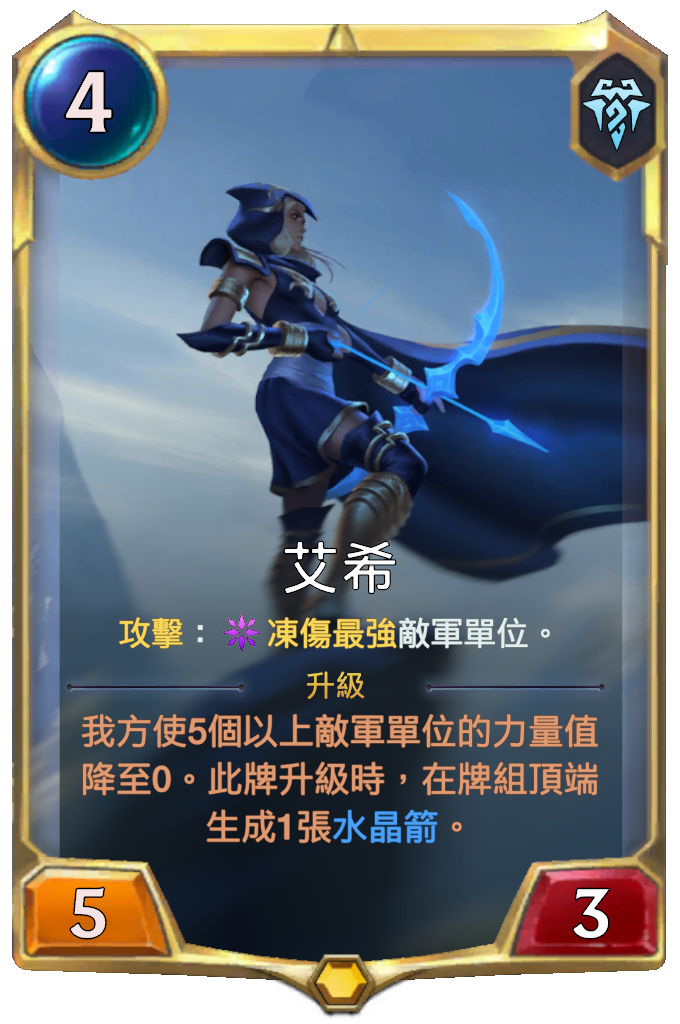 4
艾希
攻擊：凍傷最強敵軍單位。
升級
我方使5個以上敵軍單位的力量值
降至0。此牌升級時，在牌組頂端
生成1張水晶箭。
5
3